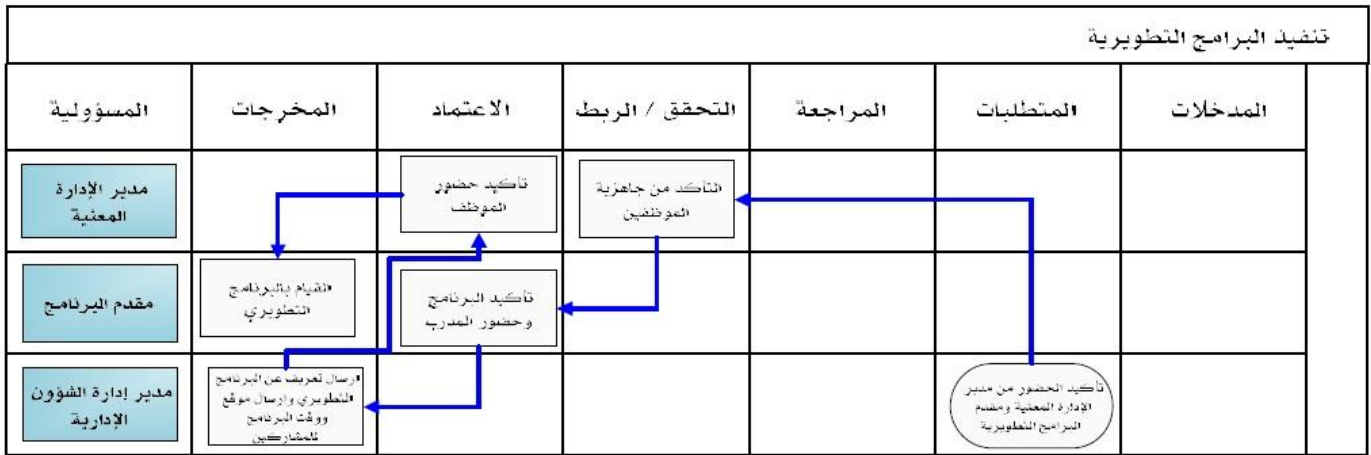 تنفيذ البرامج التطويرية
المدخلات
المتطلبات
المراجعة
التحقق / الربط
الاعتماد
المخرجات
المسؤولية
التأكد من جاهزية
الموظفين
تأكيد حضور
الموظف
مدير الإدارة
المعنية
تأكيد البرنامج
وحضور المدرب
القيام بالبرنامج
التطويري
مقدم البرنامج
تأكيد الحضور من مدير
الإدارة المعنية ومقدم
البرامج التطويرية
ارسال تعريف عن البرنامج
التطويري وارسال موقع
ووقت البرنامج
للمشاركين
مدير إدارة الشؤون
الإدارية